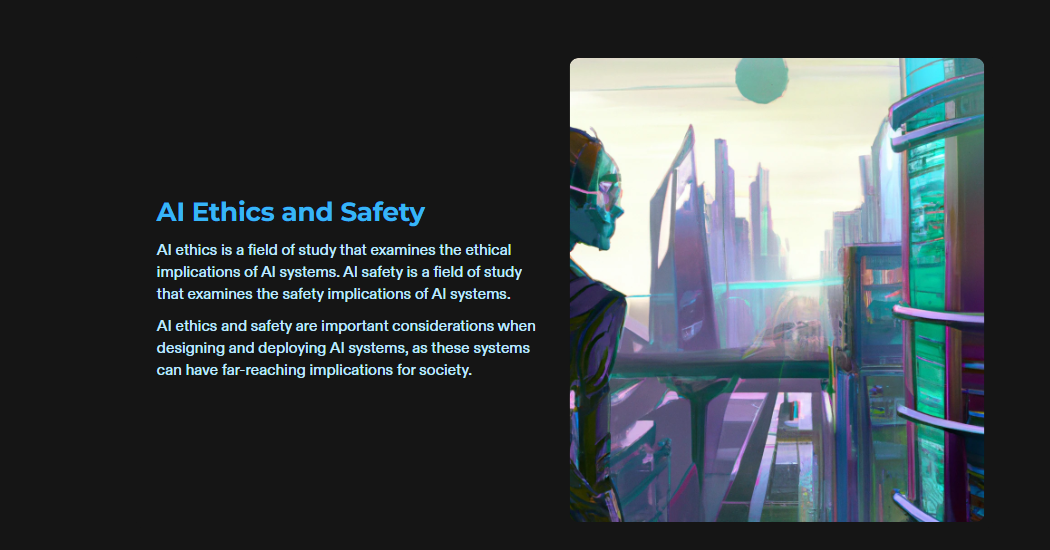 AI Ethics and Safety
AI ethics is a field of study that examines the ethical
implications of AI systems. AI safety is a field of study
that examines the safety implications of AI systems.
AI ethics and safety are important considerations when
designing and deploying AI systems, as these systems
can have far-reaching implications for society.